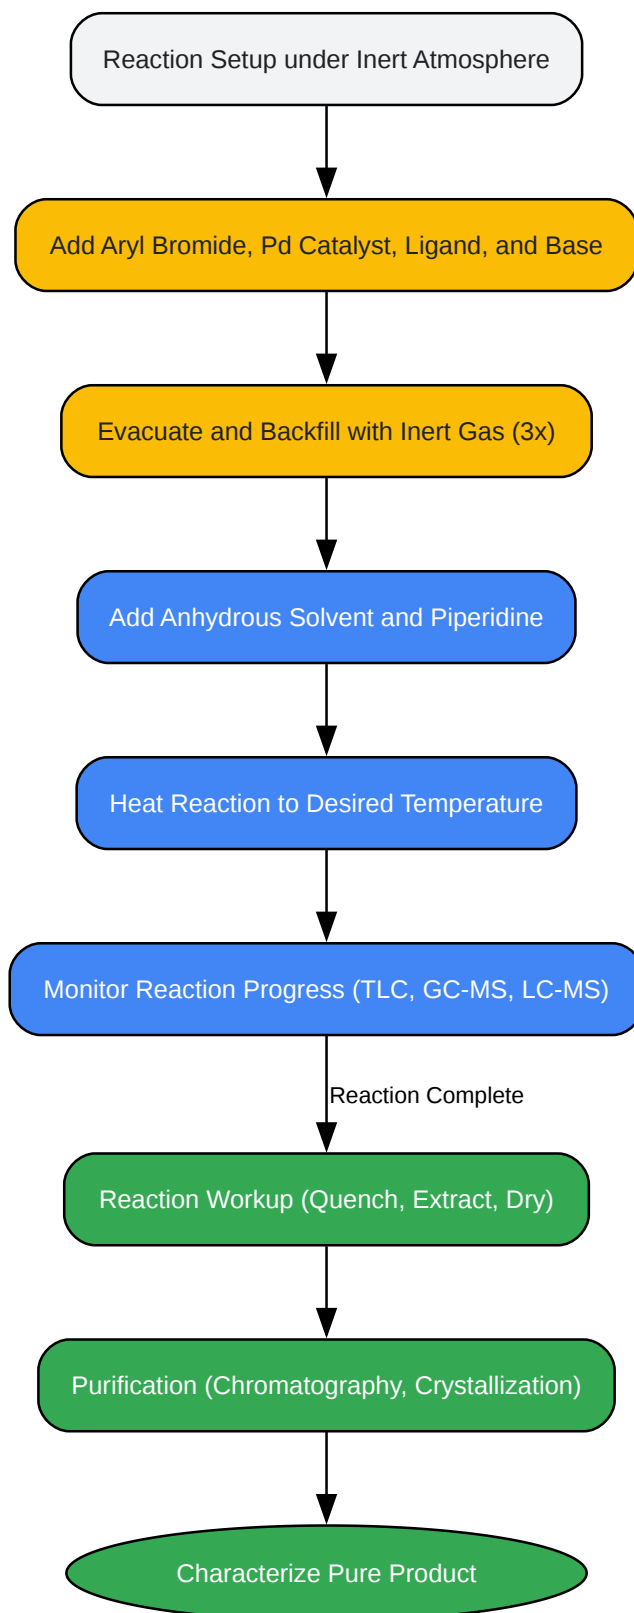 Reaction Setup under Inert Atmosphere
Add Aryl Bromide, Pd Catalyst, Ligand, and Base
Evacuate and Backfill with Inert Gas (3x)
Add Anhydrous Solvent and Piperidine
Heat Reaction to Desired Temperature
Monitor Reaction Progress (TLC, GC-MS, LC-MS)
Reaction Complete
Reaction Workup (Quench, Extract, Dry)
Purification (Chromatography, Crystallization)
Characterize Pure Product